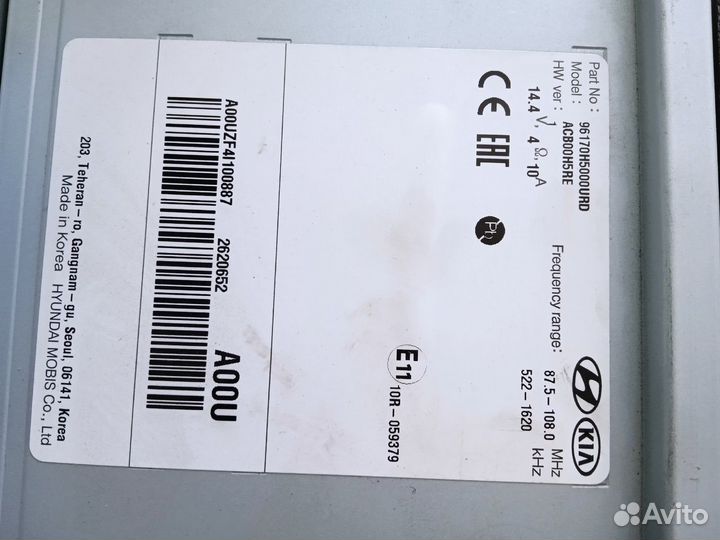 Part No : 96170H5000URD
Model : ACB00H5RE
HW ver :
14.4 V, 4 Ω, 10A
Frequency range: 87.5-108.0 MHz
522-1620 kHz
KIA
CE EAC
Pb
E11 10R-059379
A00UZF4I100887 2620652
A00U
203, Teheran-ro, Gangnam-gu, Seoul, 06141, Korea
Made in Korea HYUNDAI MOBIS Co., Ltd
Avito